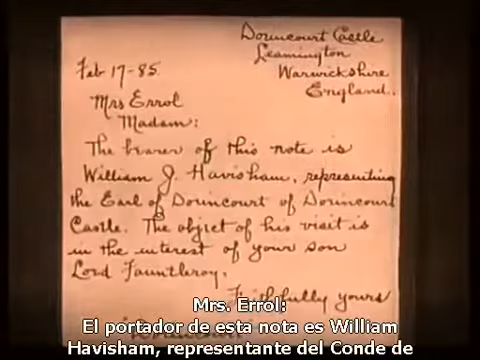 Dorincourt Castle
Leamington
Warwickshire
England.
Feb 17-85.
Mrs Errol
Madam:
The bearer of this note is
William J. Havisham, representing
the Earl of Dorincourt of Dorincourt
Castle. The object of his visit is
in the interest of your son
Lord Fauntleroy.
Faithfully yours
Mrs. Errol:
El portador de esta nota es William
Havisham, representante del Conde de